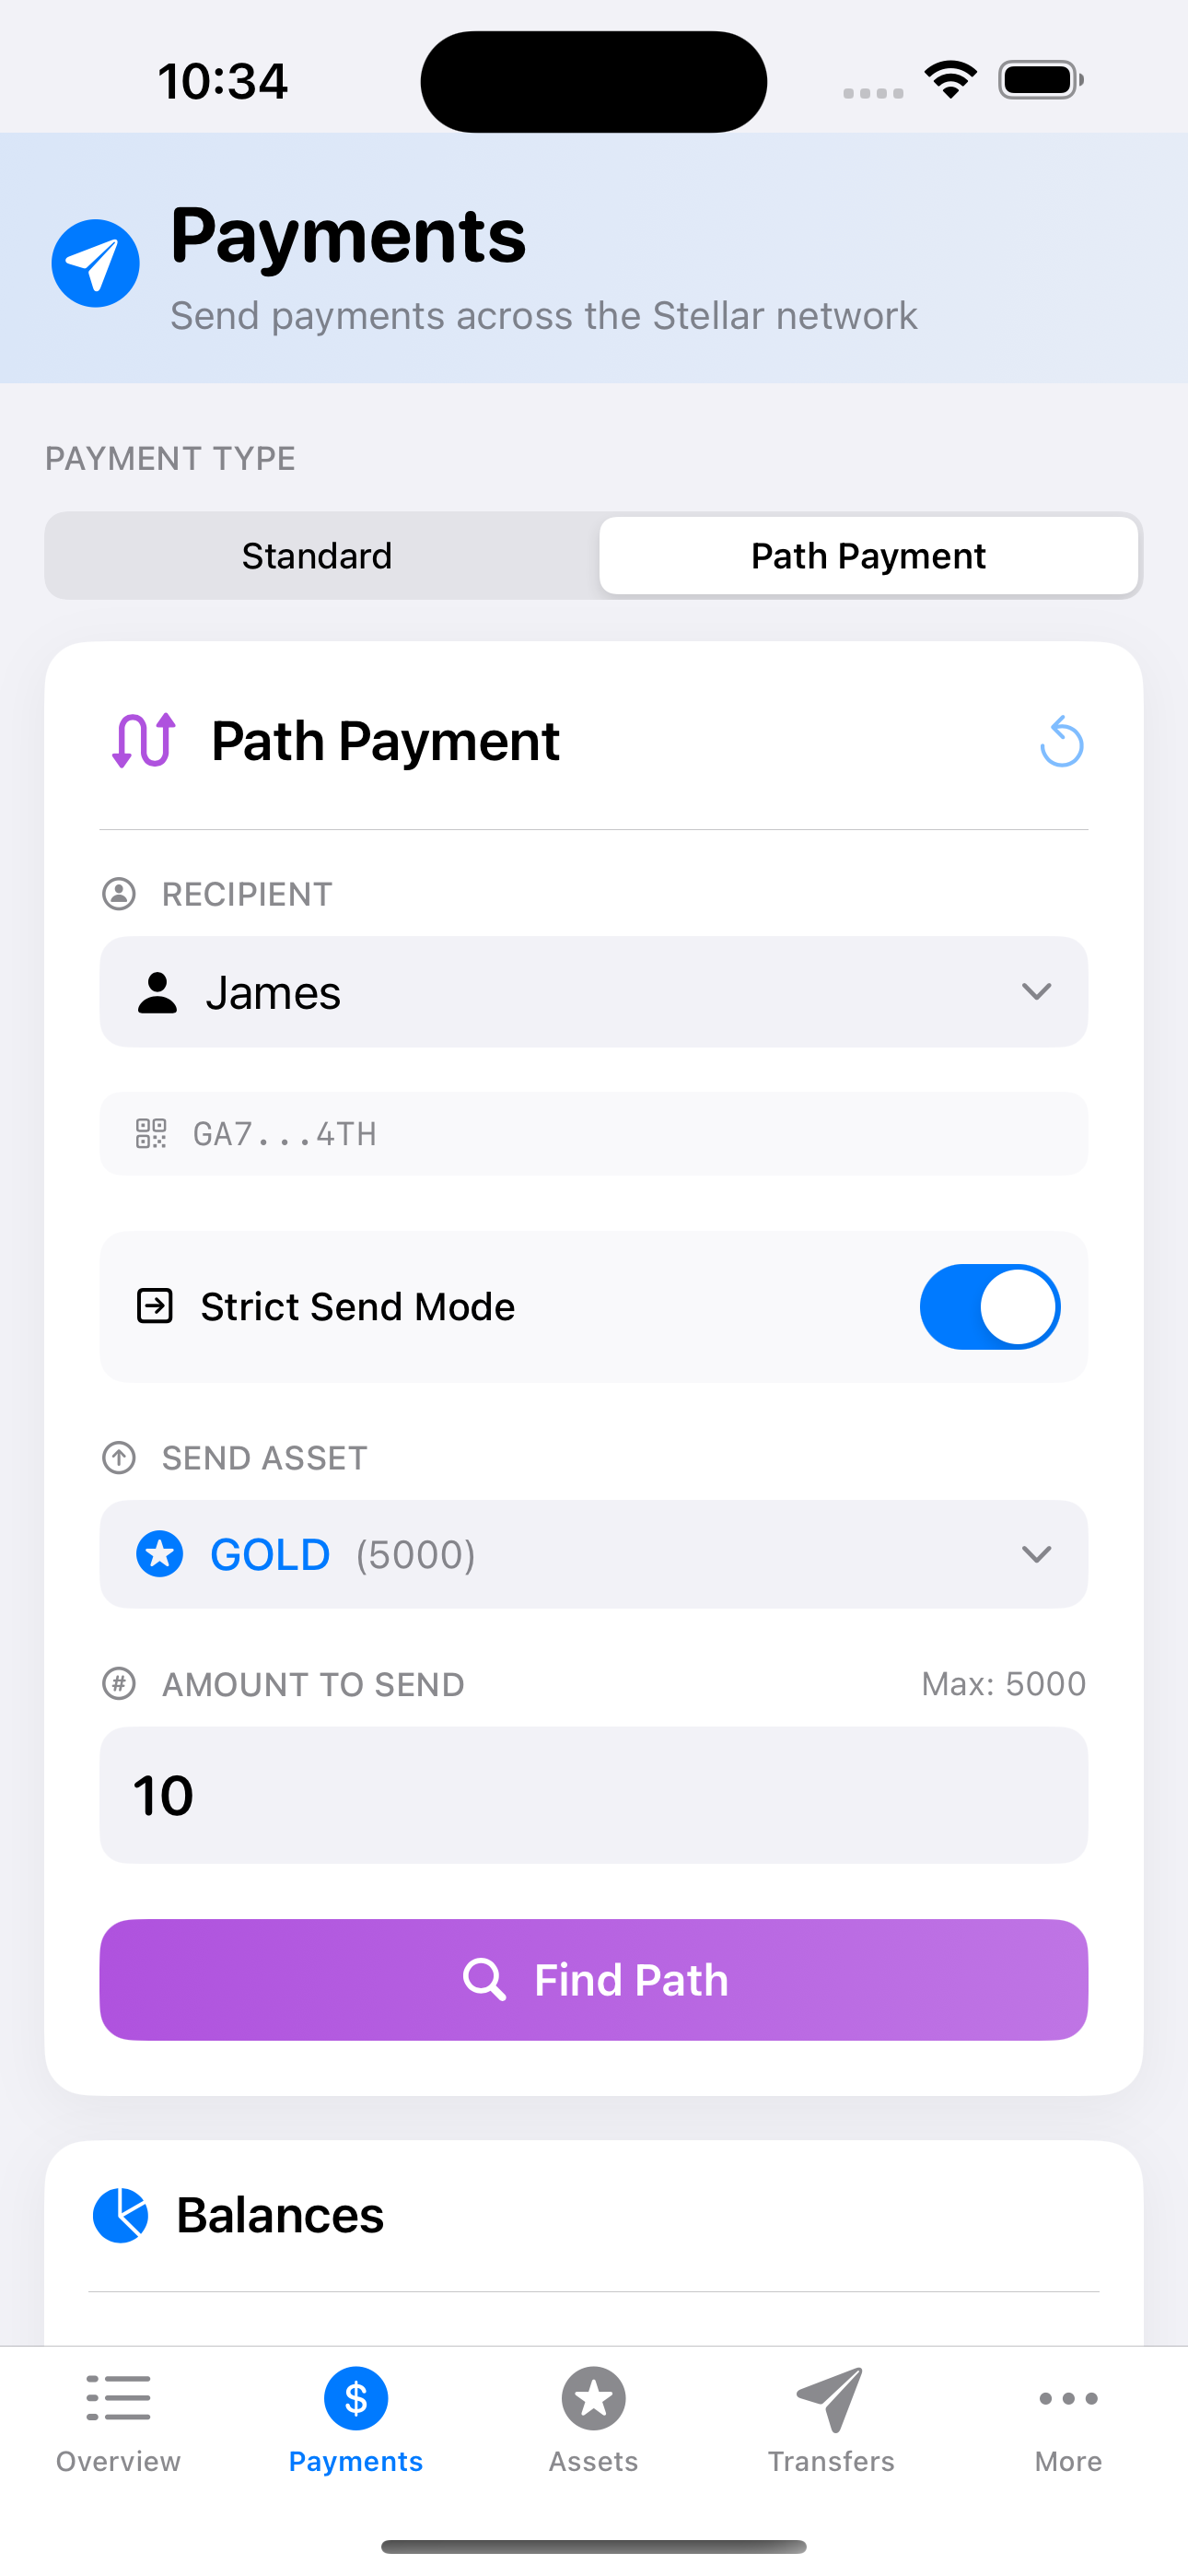 10:34
Payments
Send payments across the Stellar network
PAYMENT TYPE
Standard
Path Payment
Path Payment
RECIPIENT
James
GA7...4TH
Strict Send Mode
SEND ASSET
GOLD (5000)
AMOUNT TO SEND
Max: 5000
10
Find Path
Balances
Overview
Payments
Assets
Transfers
More